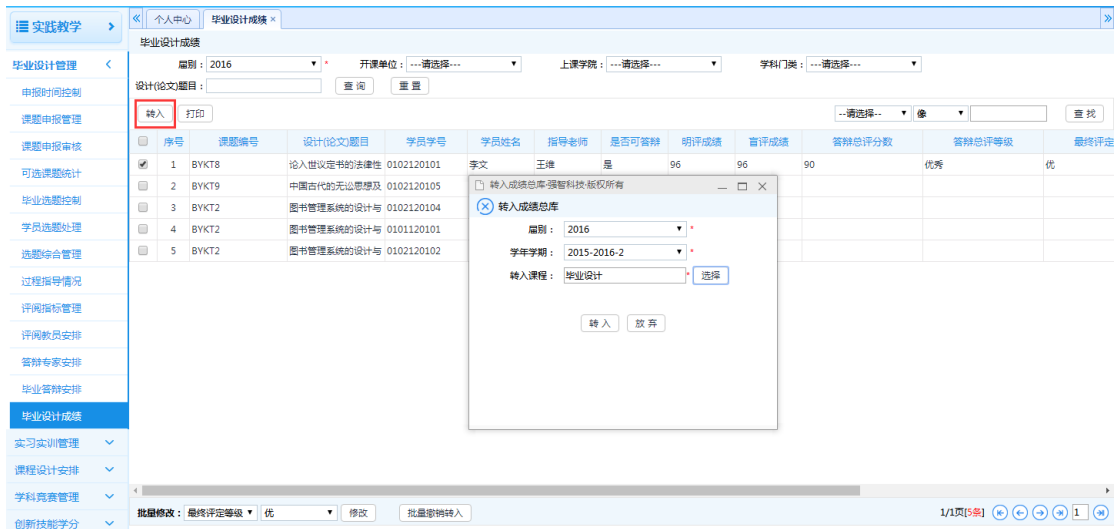 实践教学
个人中心 毕业设计成绩 ×
毕业设计成绩
届别： 2016 * 开课单位： ---请选择--- 上课学院： ---请选择--- 学科门类： ---请选择---
设计(论文)题目： 查 询 重 置
转入 打印 --请选择-- 像 查 找
序号 课题编号 设计(论文)题目 学员学号 学员姓名 指导老师 是否可答辩 明评成绩 盲评成绩 答辩总评分数 答辩总评等级 最终评定
1 BYKT8 论入世议定书的法律性 0102120101 李文 王维 是 96 96 90 优秀 优
2 BYKT9 中国古代的无讼思想及 0102120105
3 BYKT2 图书管理系统的设计与 0102120104
4 BYKT2 图书管理系统的设计与 0101120101
5 BYKT2 图书管理系统的设计与 0102120102
转入成绩总库-强智科技-版权所有
转入成绩总库
届别： 2016 *
学年学期： 2015-2016-2 *
转入课程： 毕业设计 * 选择
转 入 放 弃
毕业设计管理
申报时间控制
课题申报管理
课题申报审核
可选课题统计
毕业选题控制
学员选题处理
选题综合管理
过程指导情况
评阅指标管理
评阅教员安排
答辩专家安排
毕业答辩安排
毕业设计成绩
实习实训管理
课程设计安排
学科竞赛管理
创新技能学分
批量修改： 最终评定等级 优 修改 批量撤销转入 1/1页[5条] 1